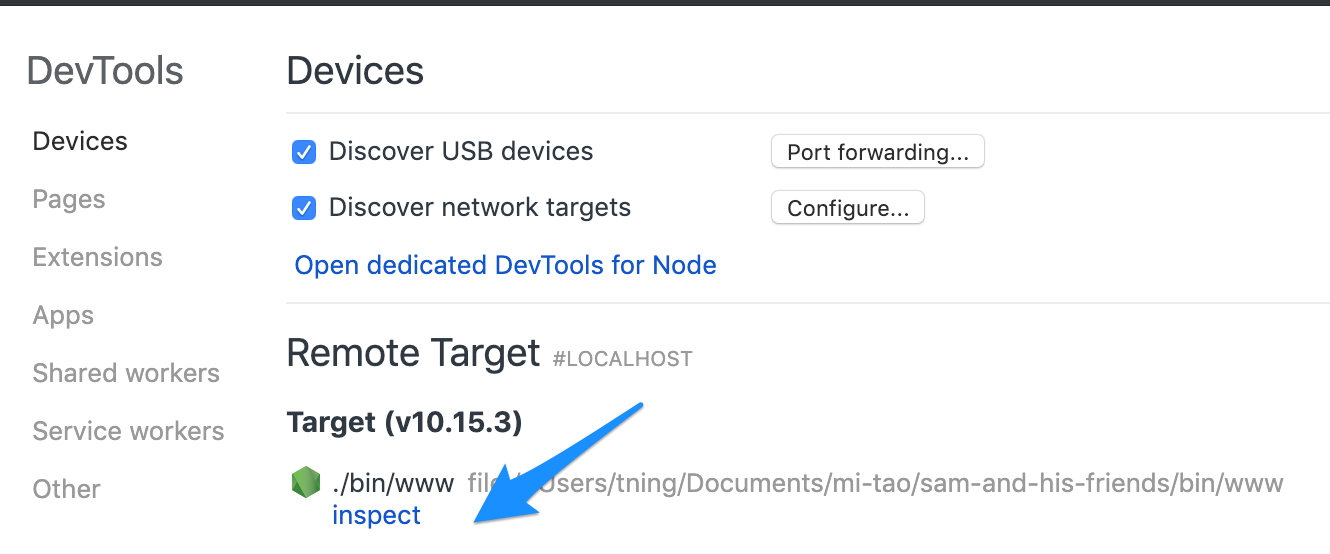 DevTools
Devices
Pages
Extensions
Apps
Shared workers
Service workers
Other
Devices
Discover USB devices
Port forwarding...
Discover network targets
Configure...
Open dedicated DevTools for Node
Remote Target #LOCALHOST
Target (v10.15.3)
./bin/www file Users/tning/Documents/mi-tao/sam-and-his-friends/bin/www
inspect